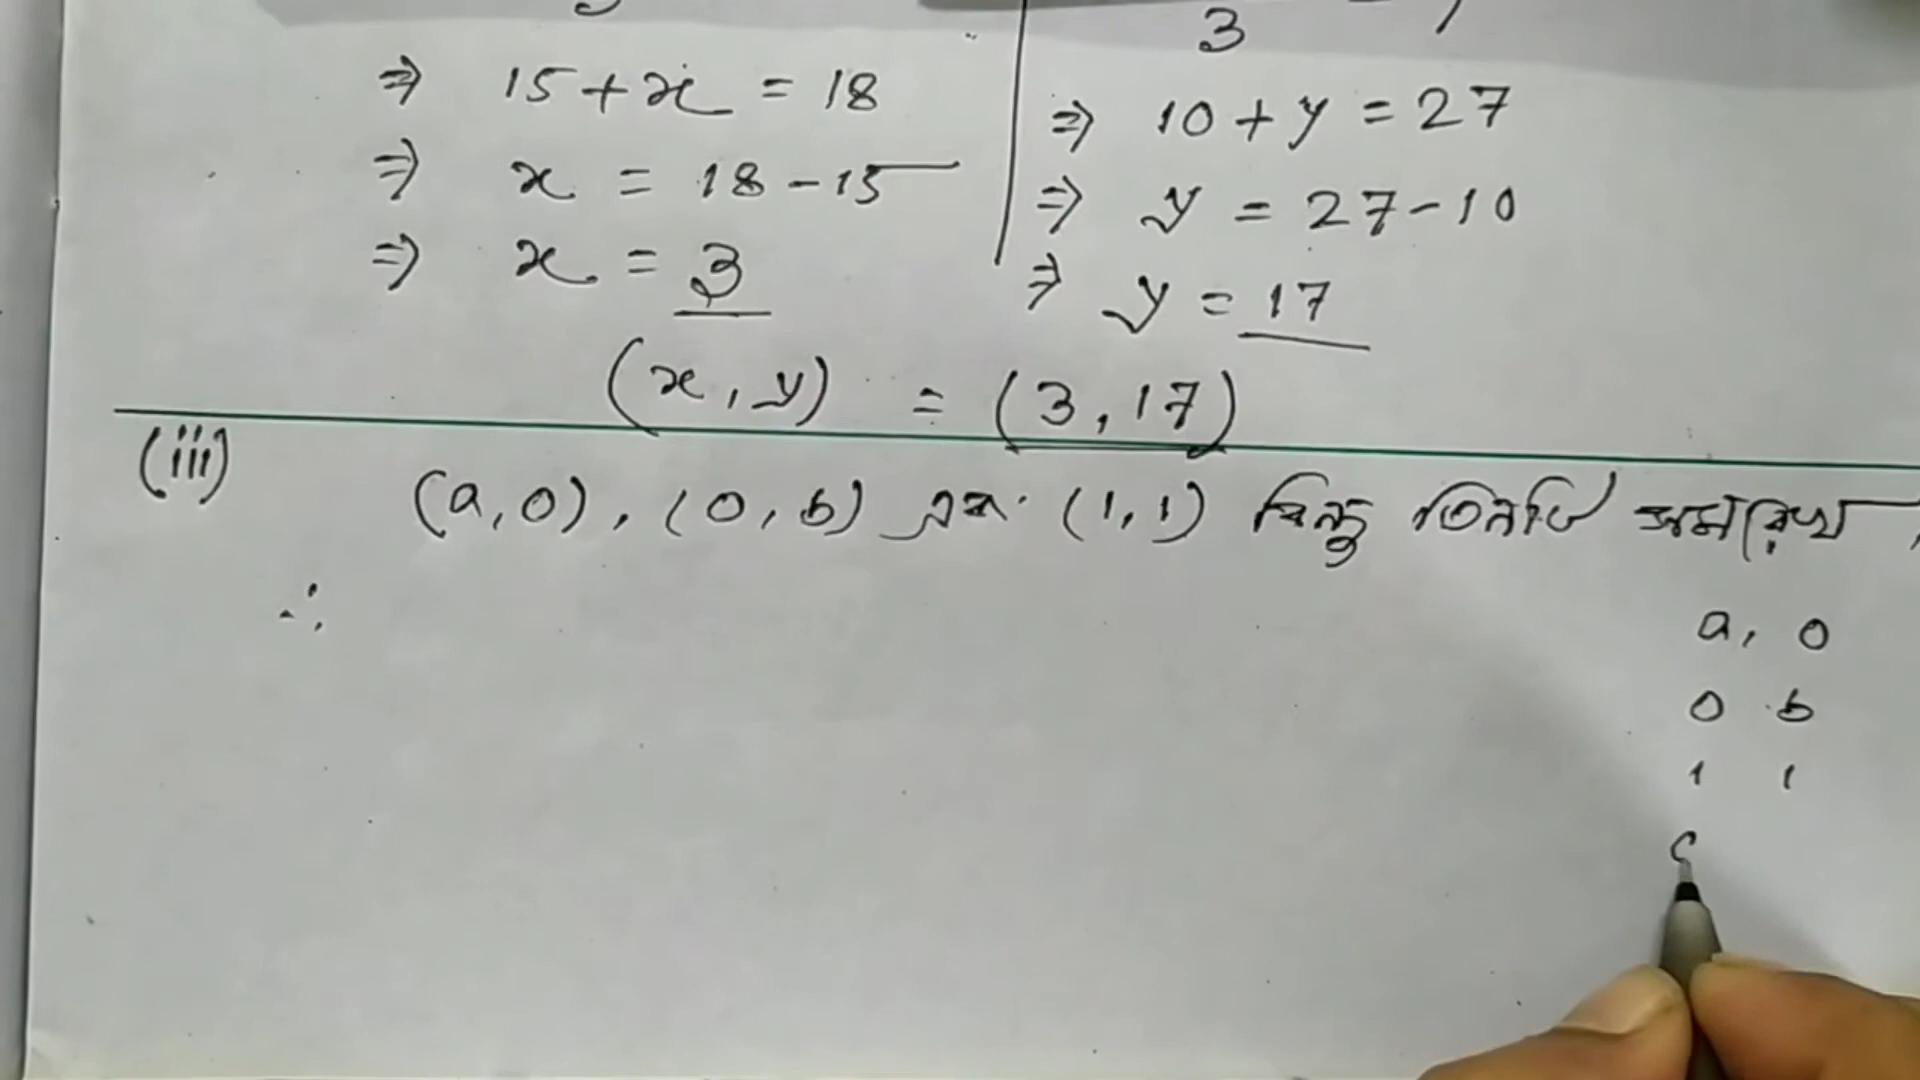 3
⇒ 15 + x = 18
⇒ x = 18 - 15
⇒ x = 3
⇒ 10 + y = 27
⇒ y = 27 - 10
⇒ y = 17
(x, y) = (3, 17)
(iii) (a, 0), (0, b) এবং (1, 1) বিন্দু তিনটি সমরেখ
∴
a, 0
0 b
1 1